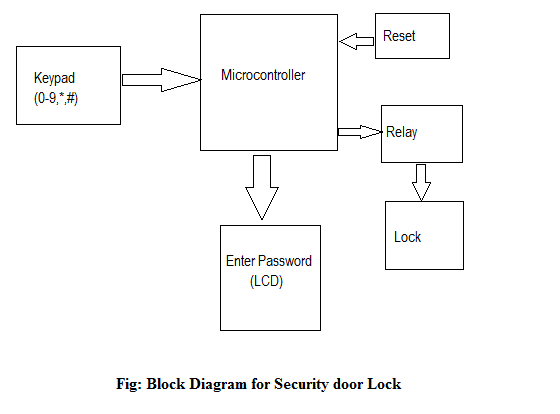 Keypad
(0-9,*,#)
Microcontroller
Reset
Relay
Lock
Enter Password
(LCD)
Fig: Block Diagram for Security door Lock